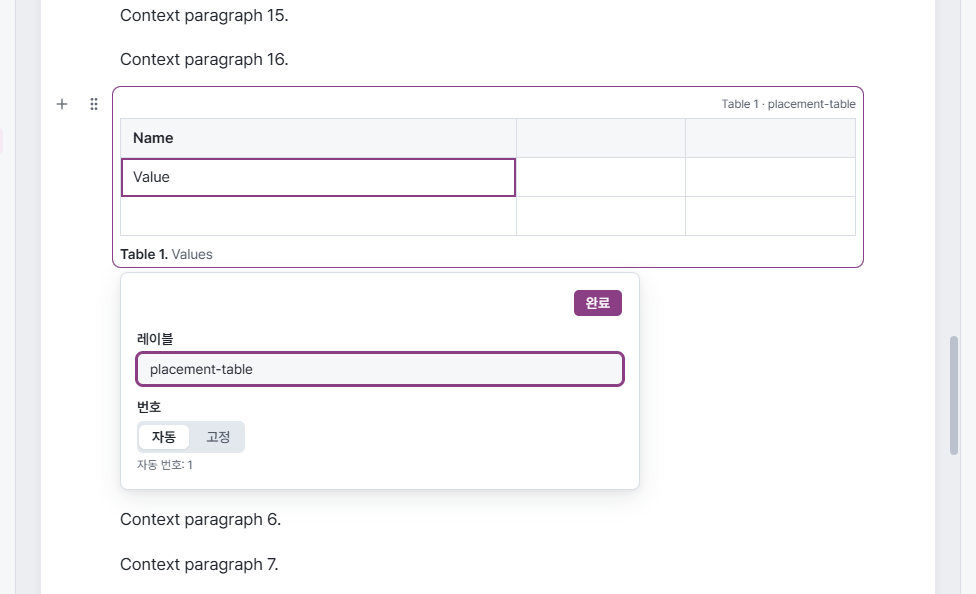 Context paragraph 15.
Context paragraph 16.
Table 1 · placement-table
Name
Value
Table 1. Values
완료
레이블
placement-table
번호
자동 고정
자동 번호: 1
Context paragraph 6.
Context paragraph 7.